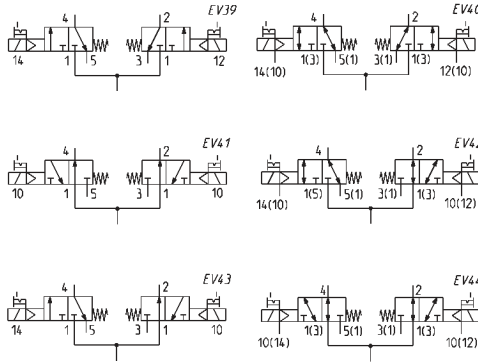 4 2 EV39
14 1 5 3 1 12
4 2 EV40
14(10) 1(3) 5(1) 3(1) 1(3) 12(10)
4 2 EV41
10 1 5 3 1 10
4 2 EV42
14(10) 1(5) 5(1) 3(1) 1(3) 10(12)
4 2 EV43
14 1 5 3 1 10
4 2 EV44
10(14) 1(3) 5(1) 3(1) 1(3) 10(12)